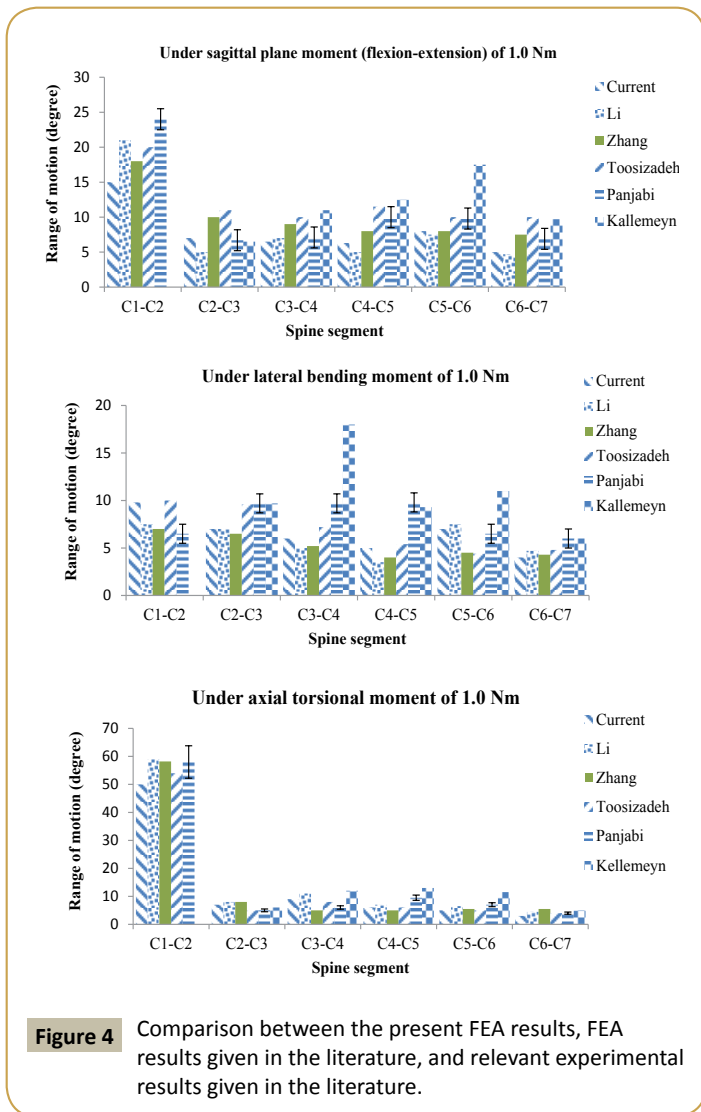 Under sagittal plane moment (flexion-extension) of 1.0 Nm
Range of motion (degree)
30
25
20
15
10
5
0
C1-C2 C2-C3 C3-C4 C4-C5 C5-C6 C6-C7
Spine segment
Current
Li
Zhang
Toosizadeh
Panjabi
Kallemeyn
Under lateral bending moment of 1.0 Nm
Range of motion (degree)
20
15
10
5
0
C1-C2 C2-C3 C3-C4 C4-C5 C5-C6 C6-C7
Spine segment
Current
Li
Zhang
Toosizadeh
Panjabi
Kallemeyn
Under axial torsional moment of 1.0 Nm
Range of motion (degree)
70
60
50
40
30
20
10
0
C1-C2 C2-C3 C3-C4 C4-C5 C5-C6 C6-C7
Spine segment
Current
Li
Zhang
Toosizadeh
Panjabi
Kellemeyn
Figure 4 Comparison between the present FEA results, FEA
results given in the literature, and relevant experimental
results given in the literature.